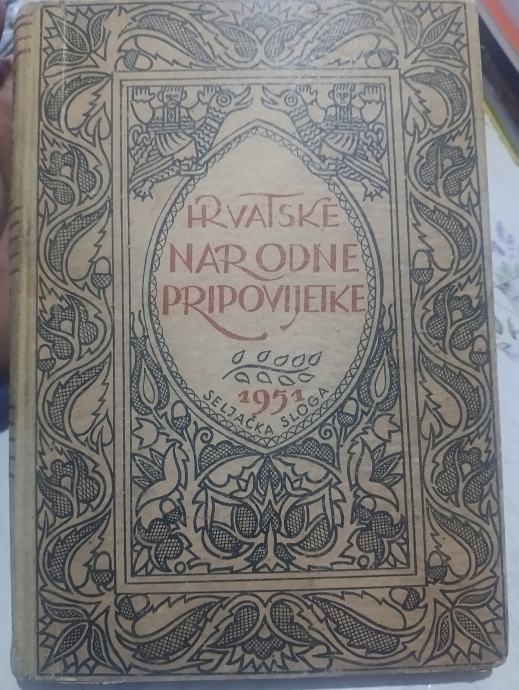 HRVATSKE
NARODNE
PRIPOVIJETKE
1951
SELJAČKA SLOGA